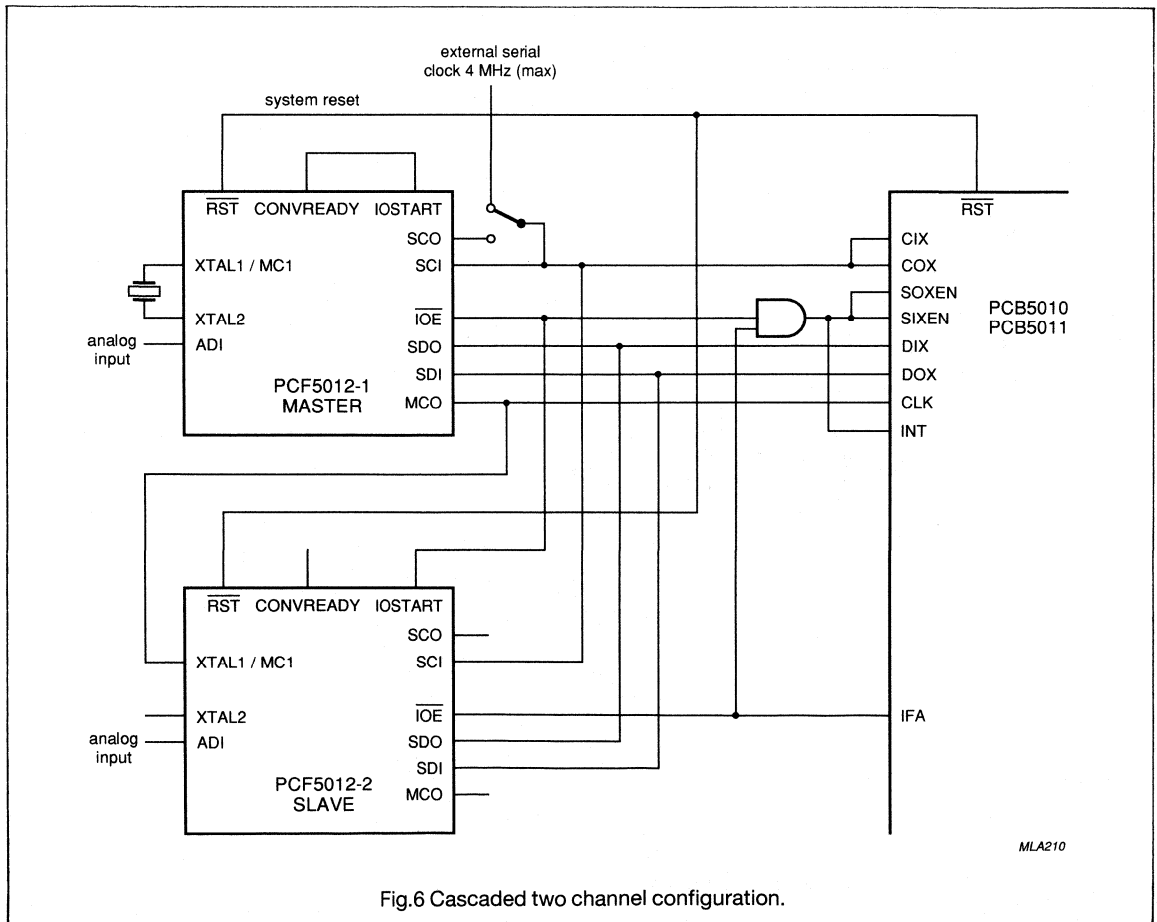 external serial
clock 4 MHz (max)
system reset
RST CONVREADY IOSTART
RST
SCO
CIX
XTAL1 / MC1
SCI
COX
SOXEN
PCB5010
PCB5011
XTAL2
IOE
SIXEN
analog
input
ADI
SDO
DIX
SDI
DOX
PCF5012-1
MASTER
MCO
CLK
INT
RST CONVREADY IOSTART
SCO
XTAL1 / MC1
SCI
XTAL2
IOE
IFA
analog
input
ADI
SDO
SDI
PCF5012-2
SLAVE
MCO
MLA210
Fig.6 Cascaded two channel configuration.